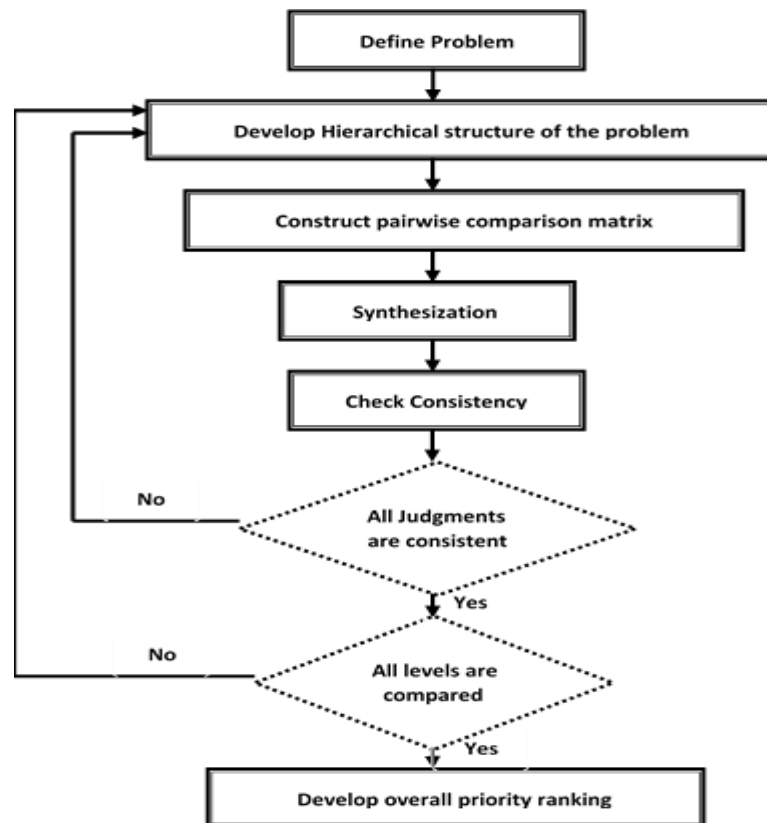 Define Problem
Develop Hierarchical structure of the problem
Construct pairwise comparison matrix
Synthesization
Check Consistency
No
All Judgments
are consistent
Yes
No
All levels are
compared
Yes
Develop overall priority ranking